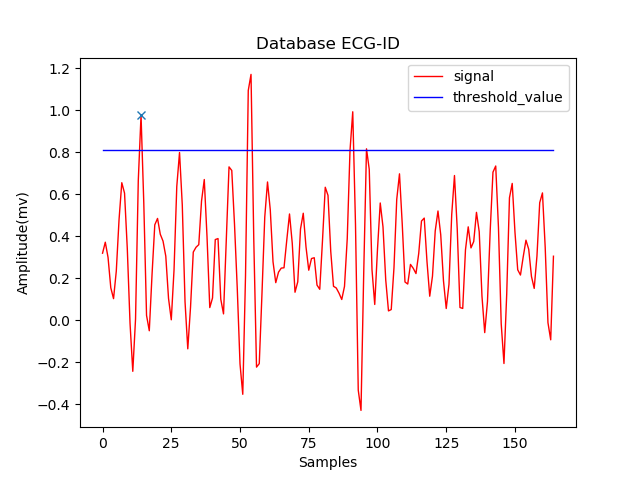 Database ECG-ID
signal
threshold_value
1.2
1.0
0.8
0.6
0.4
0.2
0.0
−0.2
−0.4
Amplitude(mv)
0 25 50 75 100 125 150
Samples